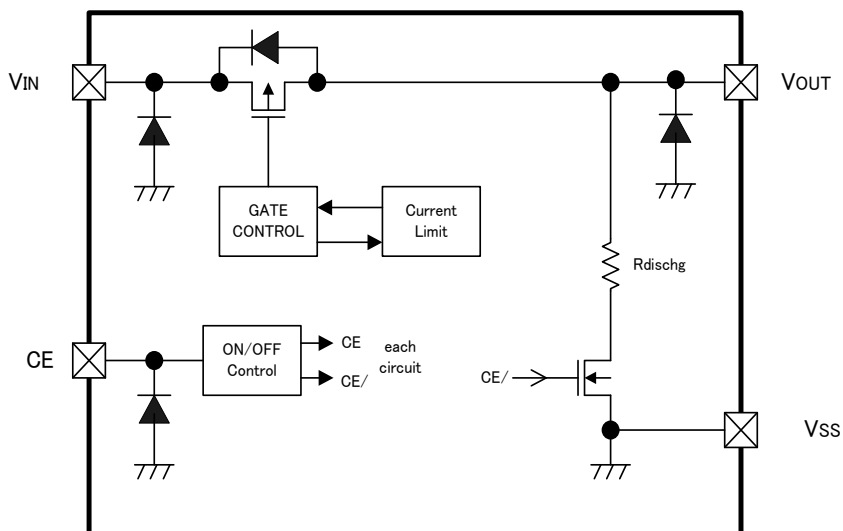 VIN
VOUT
GATE
CONTROL
Current
Limit
Rdischg
CE
ON/OFF
Control
CE
CE/
each
circuit
CE/
VSS